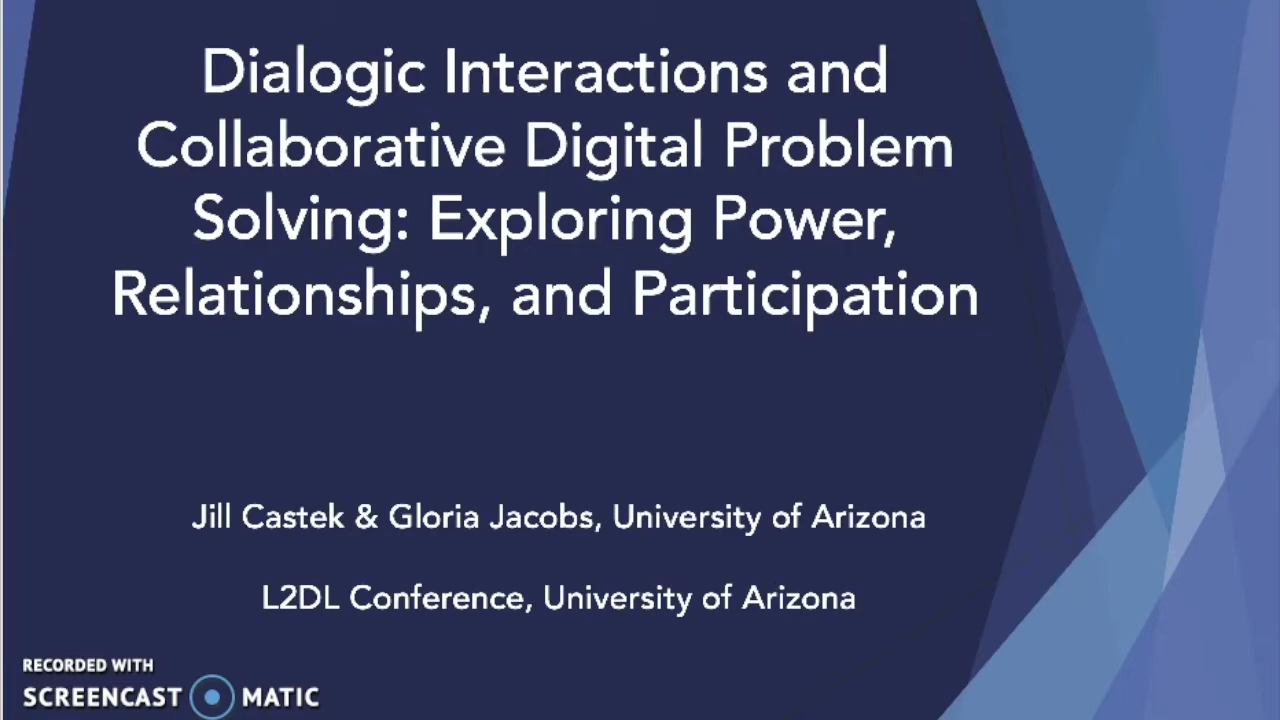 Dialogic Interactions and
Collaborative Digital Problem
Solving: Exploring Power,
Relationships, and Participation
Jill Castek & Gloria Jacobs, University of Arizona
L2DL Conference, University of Arizona
RECORDED WITH
SCREENCAST MATIC